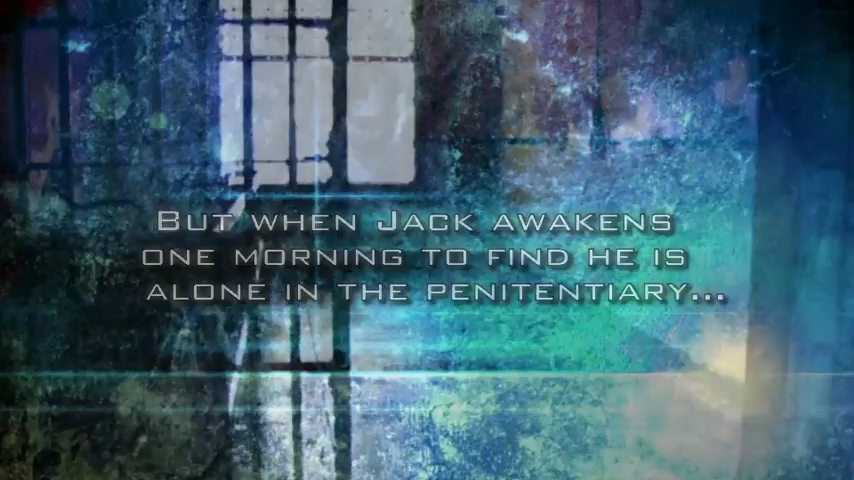 But when Jack awakens
one morning to find he is
alone in the penitentiary...